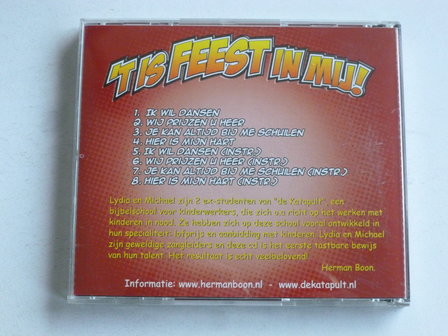 'T IS FEEST IN MIJ!
1. IK WIL DANSEN
2. WIJ PRIJZEN U HEER
3. JE KAN ALTIJD BIJ ME SCHUILEN
4. HIER IS MIJN HART
5. IK WIL DANSEN (INSTR.)
6. WIJ PRIJZEN U HEER (INSTR.)
7. JE KAN ALTIJD BIJ ME SCHUILEN (INSTR.)
8. HIER IS MIJN HART (INSTR.)
Lydia en Michael zijn 2 ex-studenten van "de Katapult", een
bijbelschool voor kinderwerkers, die zich o.a richt op het werken met
kinderen in nood. Ze hebben zich op deze school vooral ontwikkeld in
hun specialiteit: lofprijs en aanbidding met kinderen. Lydia en Michael
zijn geweldige zangleiders en deze cd is het eerste tastbare bewijs
van hun talent. Het resultaat is echt veelbelovend!
Herman Boon.
Informatie: www.hermanboon.nl - www.dekatapult.nl